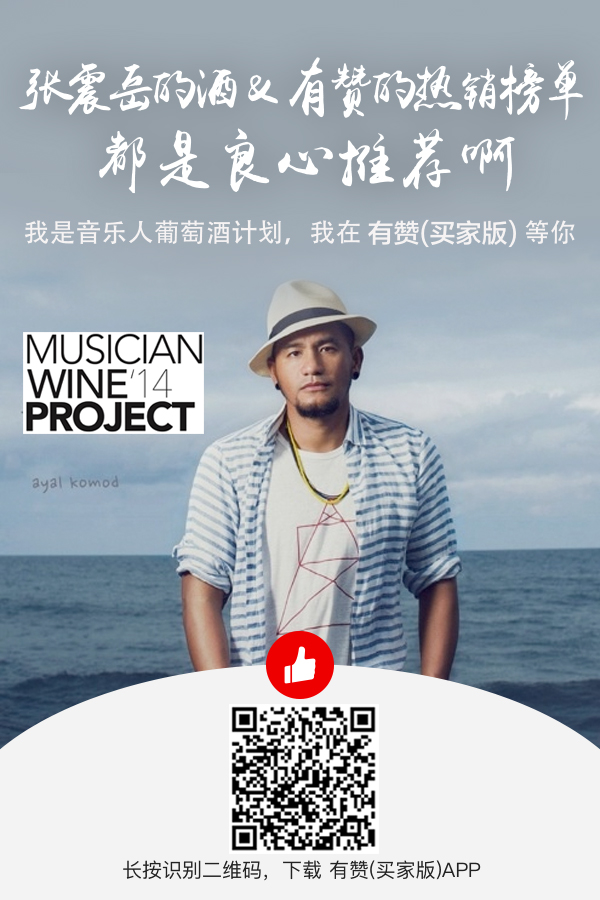 张震岳的酒 & 有赞的热销榜单
都是良心推荐啊
我是音乐人葡萄酒计划，我在 有赞(买家版) 等你
MUSICIAN
WINE'14
PROJECT
ayal komod
长按识别二维码，下载 有赞(买家版)APP